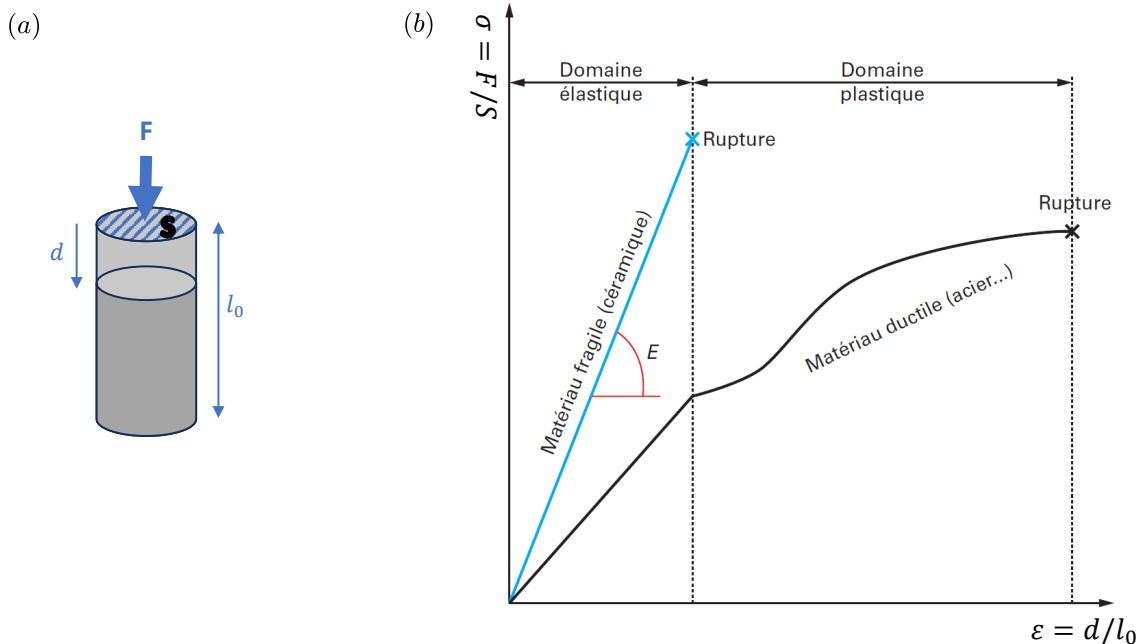 (a)
F
S
d
l₀
(b)
σ = F/S
Domaine
élastique
Domaine
plastique
Rupture
Rupture
Matériau fragile (céramique)
E
Matériau ductile (acier...)
ε = d/l₀